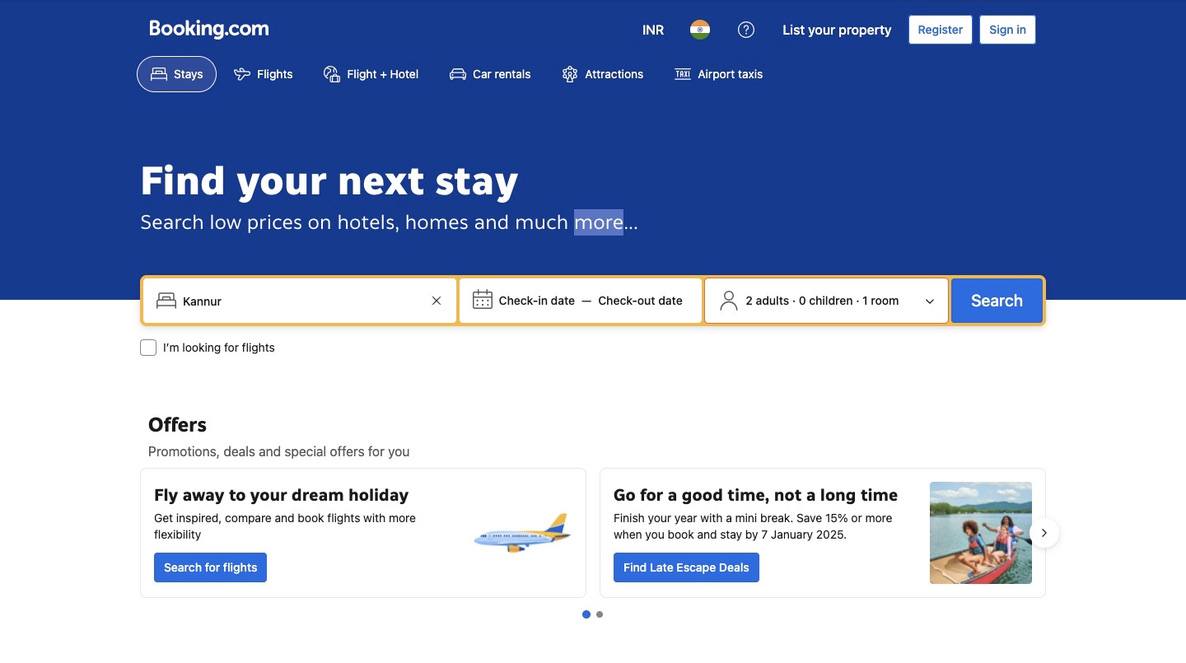 Booking.com
INR
List your property
Register
Sign in
Stays
Flights
Flight + Hotel
Car rentals
Attractions
TAXI
Airport taxis
Find your next stay
Search low prices on hotels, homes and much more...
Kannur
Check-in date — Check-out date
2 adults · 0 children · 1 room
Search
I'm looking for flights
Offers
Promotions, deals and special offers for you
Fly away to your dream holiday
Get inspired, compare and book flights with more
flexibility
Search for flights
Go for a good time, not a long time
Finish your year with a mini break. Save 15% or more
when you book and stay by 7 January 2025.
Find Late Escape Deals